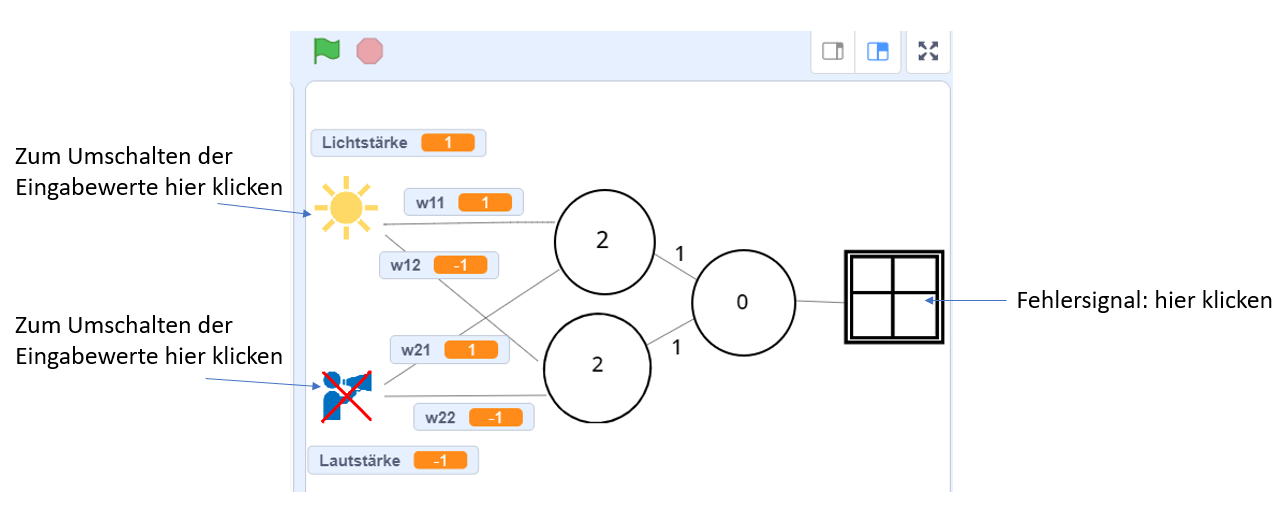 Lichtstärke 1
Zum Umschalten der
Eingabewerte hier klicken
w11 1
2
1
w12 -1
0
Fehlersignal: hier klicken
Zum Umschalten der
Eingabewerte hier klicken
w21 1
1
2
w22 -1
Lautstärke -1